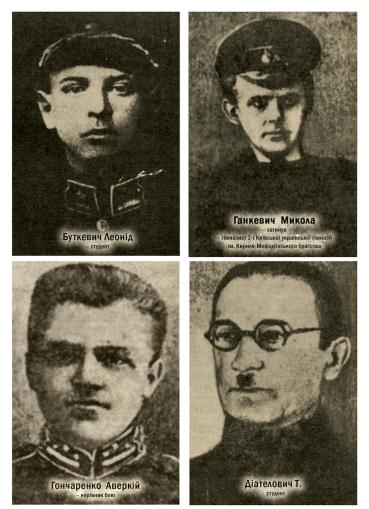 Буткевич Леонід
- студент
Ганкевич Микола
- загинув
- гімназист 2-ї Київської української гімназії
ім. Кирило-Мефодіївського братства
Гончаренко Аверкій
- керівник бою
Діателович Т.
- студент